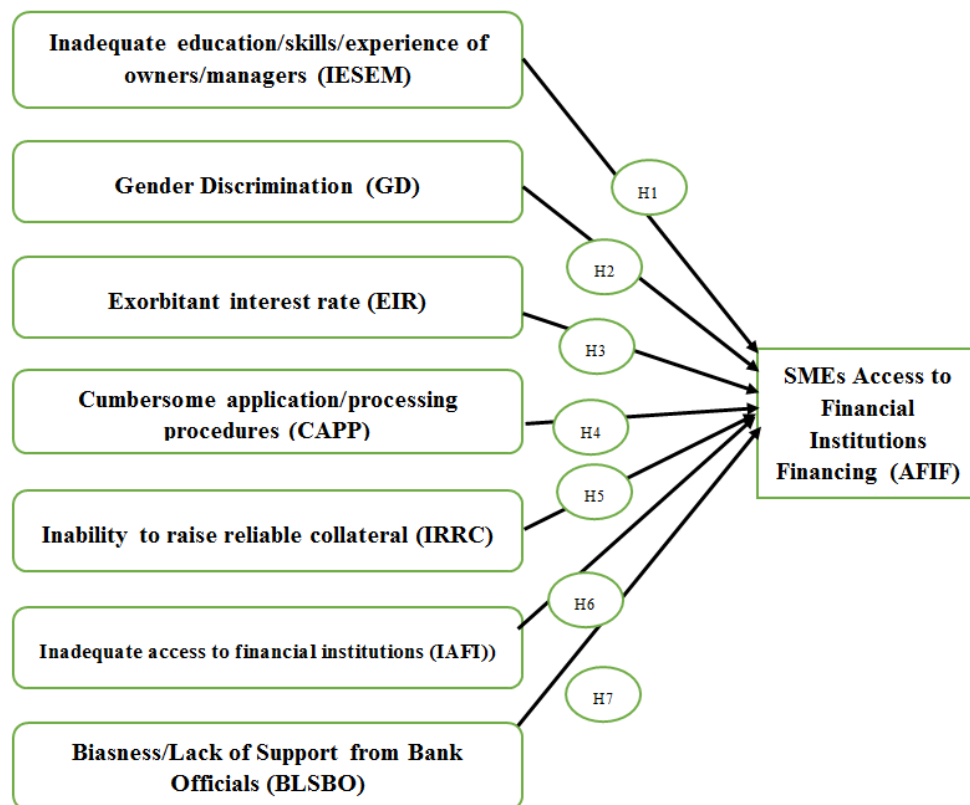 Inadequate education/skills/experience of
owners/managers (IESEM)
H1
Gender Discrimination (GD)
H2
Exorbitant interest rate (EIR)
H3
SMEs Access to
Financial
Institutions
Financing (AFIF)
Cumbersome application/processing
procedures (CAPP)
H4
H5
Inability to raise reliable collateral (IRRC)
H6
Inadequate access to financial institutions (IAFI))
H7
Biasness/Lack of Support from Bank
Officials (BLSBO)